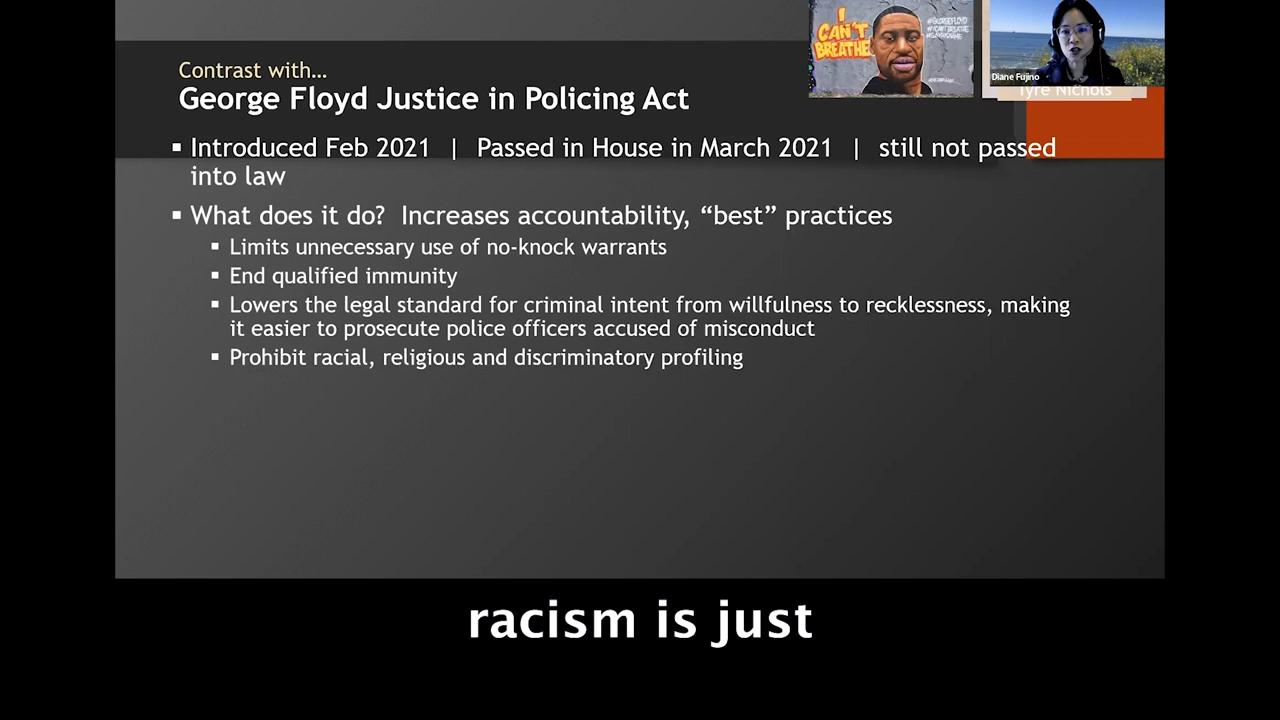 Contrast with…
George Floyd Justice in Policing Act
I
CAN'T
BREATHE
Diane Fujino
Tyre Nichols
▪ Introduced Feb 2021 | Passed in House in March 2021 | still not passed
into law
▪ What does it do? Increases accountability, “best” practices
▪ Limits unnecessary use of no-knock warrants
▪ End qualified immunity
▪ Lowers the legal standard for criminal intent from willfulness to recklessness, making
it easier to prosecute police officers accused of misconduct
▪ Prohibit racial, religious and discriminatory profiling
racism is just